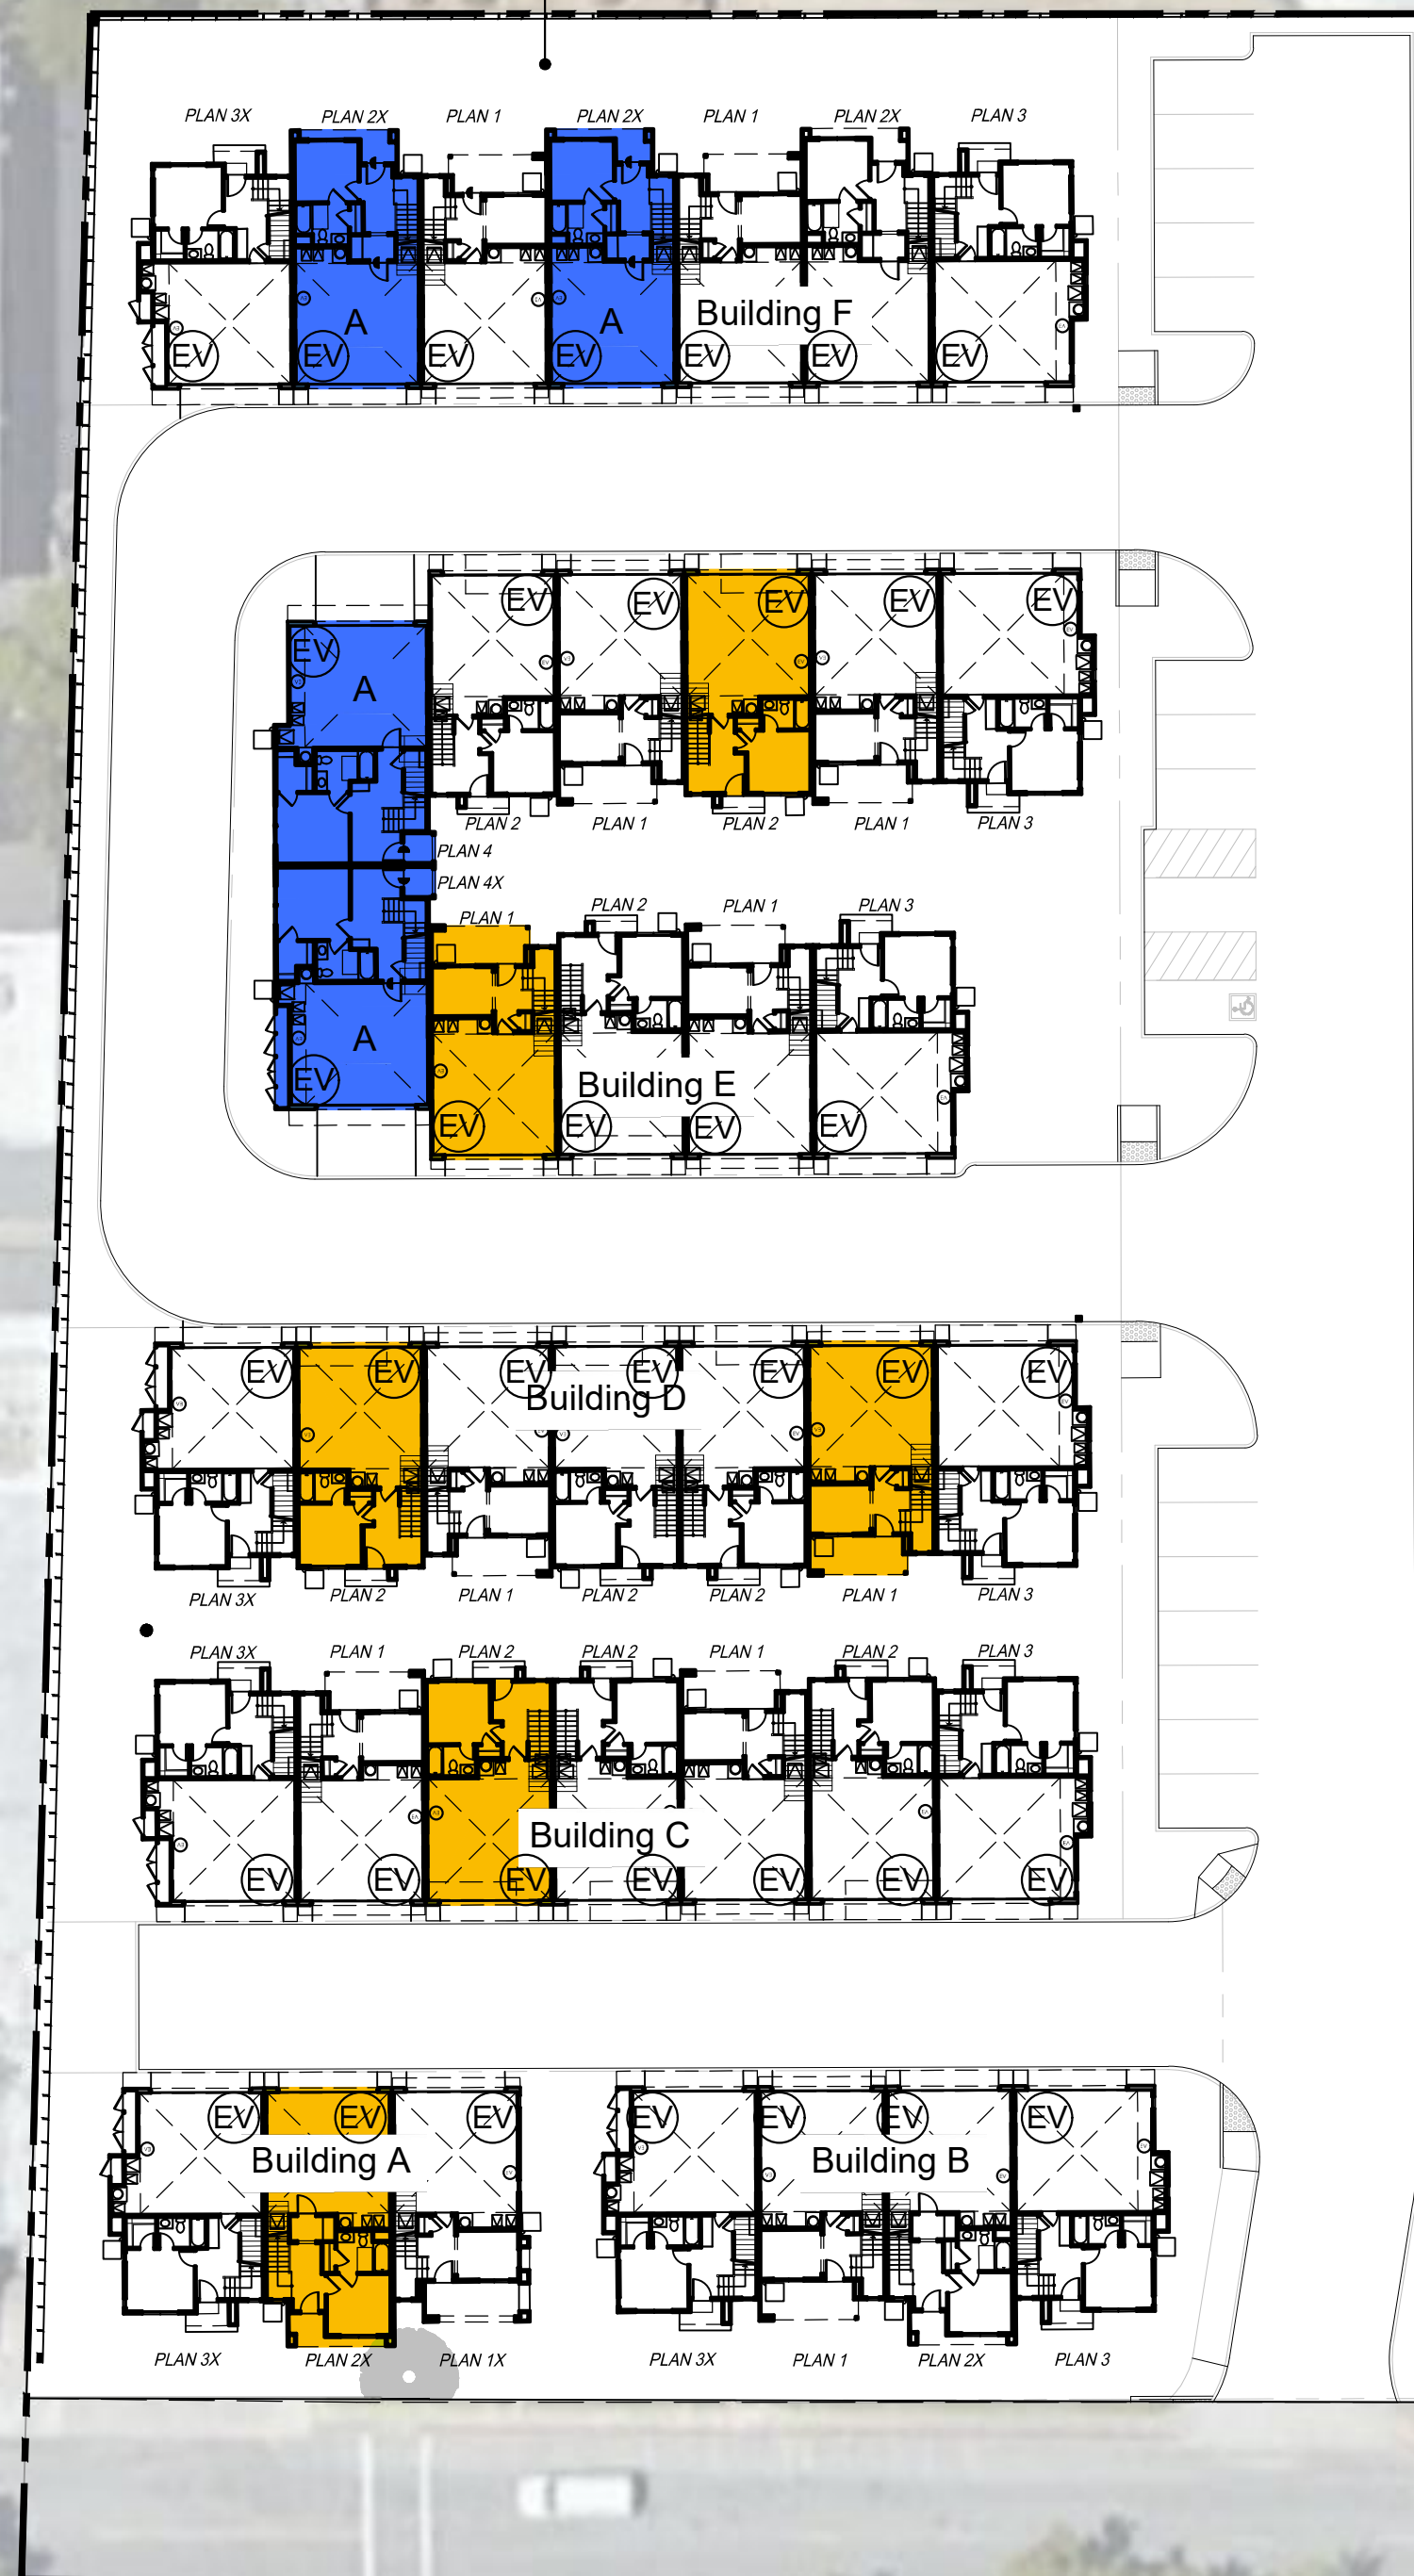 PLAN 3X PLAN 2X PLAN 1 PLAN 2X PLAN 1 PLAN 2X PLAN 3
A A Building F
EV EV EV EV EV EV EV
EV EV EV EV EV
EV
A
PLAN 2 PLAN 1 PLAN 2 PLAN 1 PLAN 3
PLAN 4
PLAN 4X
PLAN 1 PLAN 2 PLAN 1 PLAN 3
A
EV
Building E
EV EV EV EV
EV EV EV EV EV EV EV
Building D
PLAN 3X PLAN 2 PLAN 1 PLAN 2 PLAN 2 PLAN 1 PLAN 3
PLAN 3X PLAN 1 PLAN 2 PLAN 2 PLAN 1 PLAN 2 PLAN 3
Building C
EV EV EV EV EV EV EV
EV EV EV EV EV EV EV
Building A Building B
PLAN 3X PLAN 2X PLAN 1X PLAN 3X PLAN 1 PLAN 2X PLAN 3